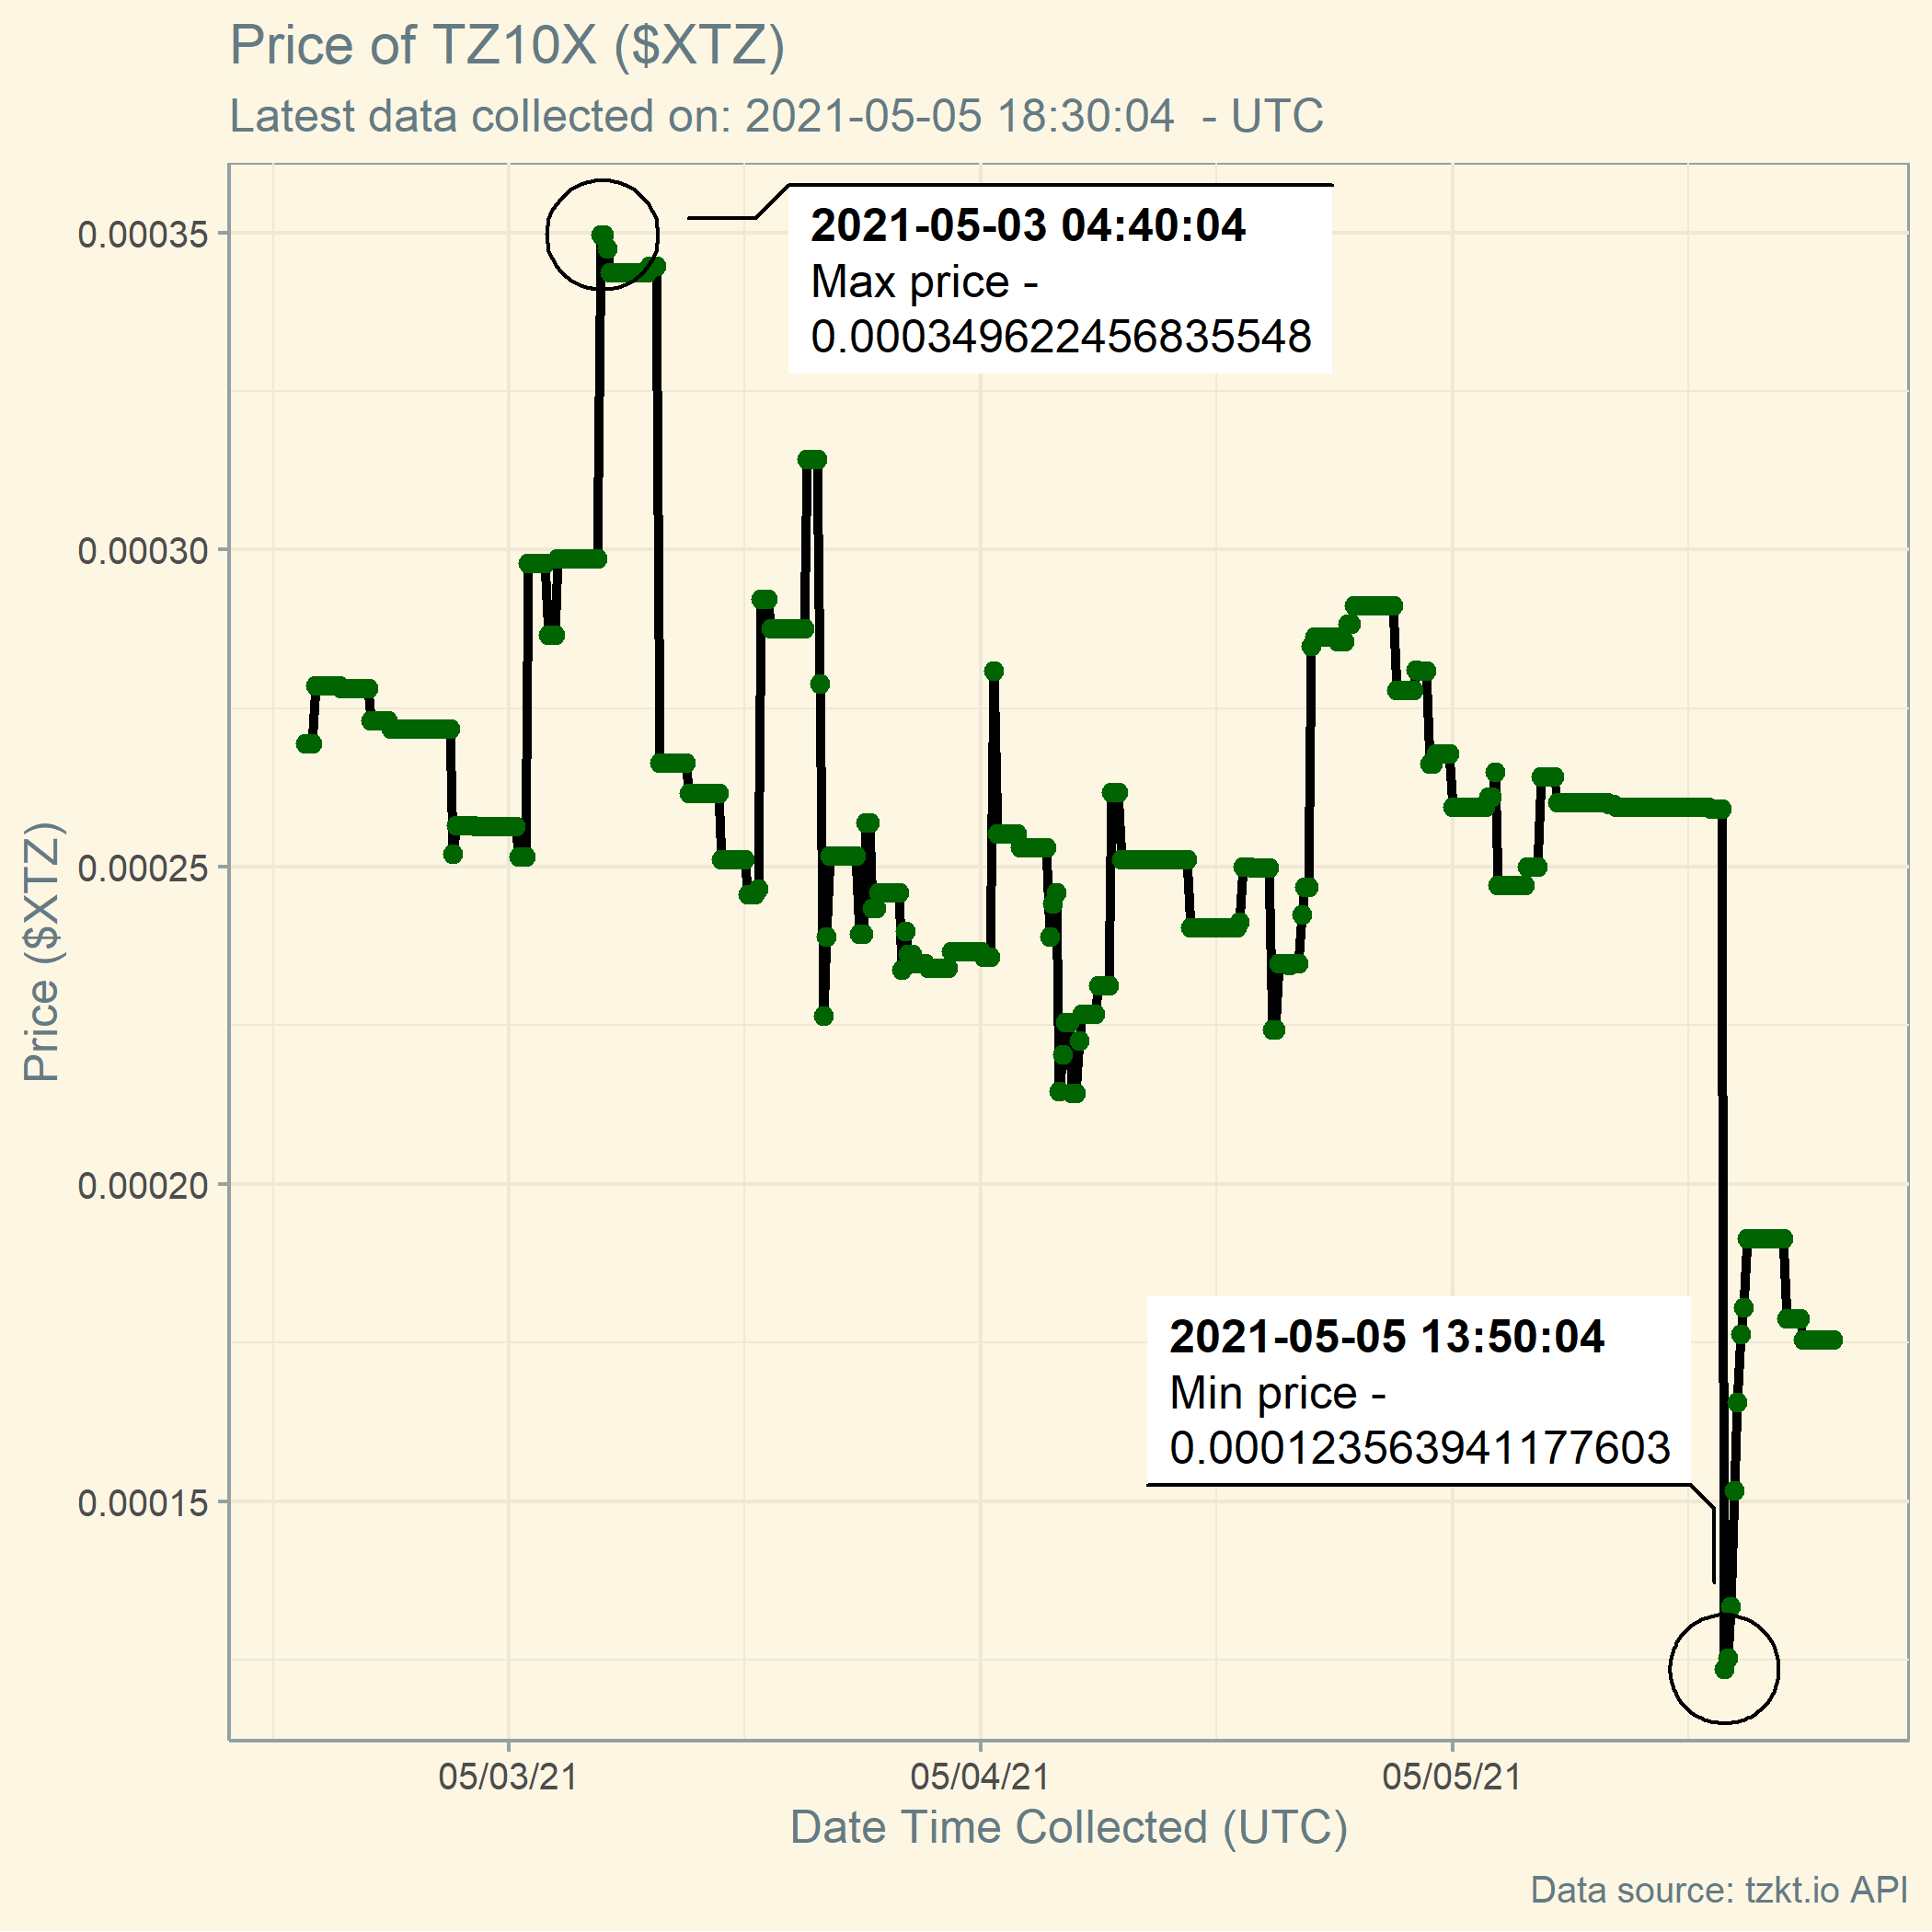 Price of TZ10X ($XTZ)
Latest data collected on: 2021-05-05 18:30:04  - UTC
2021-05-03 04:40:04
Max price -
0.000349622456835548
0.00035
0.00030
0.00025
0.00020
0.00015
Price ($XTZ)
2021-05-05 13:50:04
Min price -
0.000123563941177603
05/03/21
05/04/21
05/05/21
Date Time Collected (UTC)
Data source: tzkt.io API